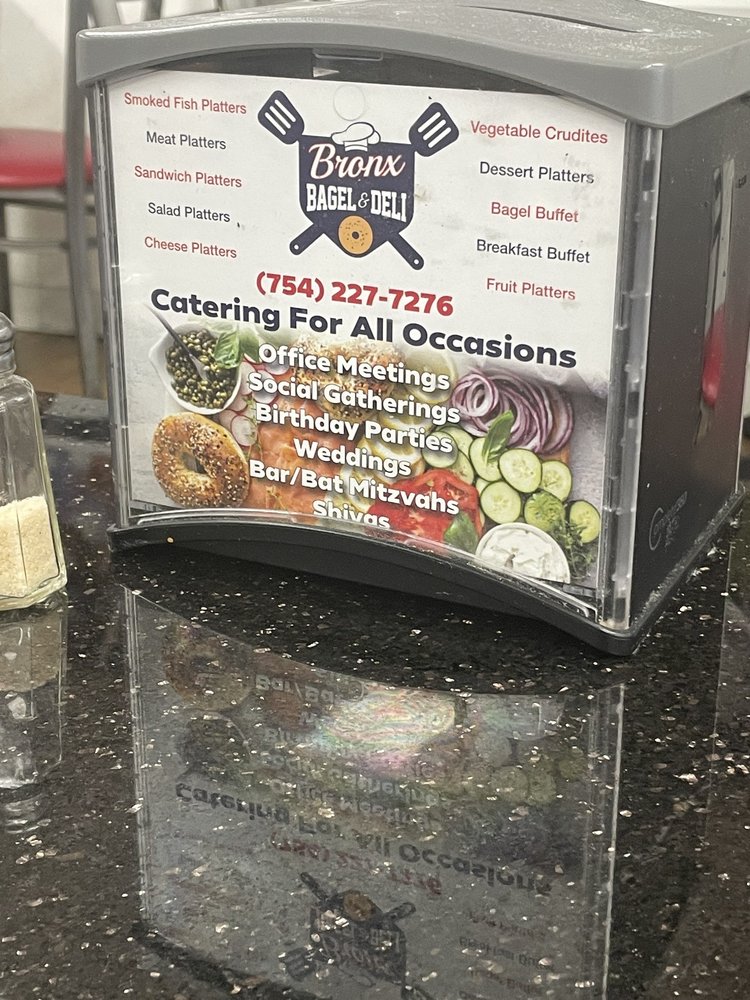 Smoked Fish Platters
Meat Platters
Sandwich Platters
Salad Platters
Cheese Platters
Bronx
BAGEL & DELI
Vegetable Crudites
Dessert Platters
Bagel Buffet
Breakfast Buffet
Fruit Platters
(754) 227-7276
Catering For All Occasions
Office Meetings
Social Gatherings
Birthday Parties
Weddings
Bar/Bat Mitzvahs
Shivas